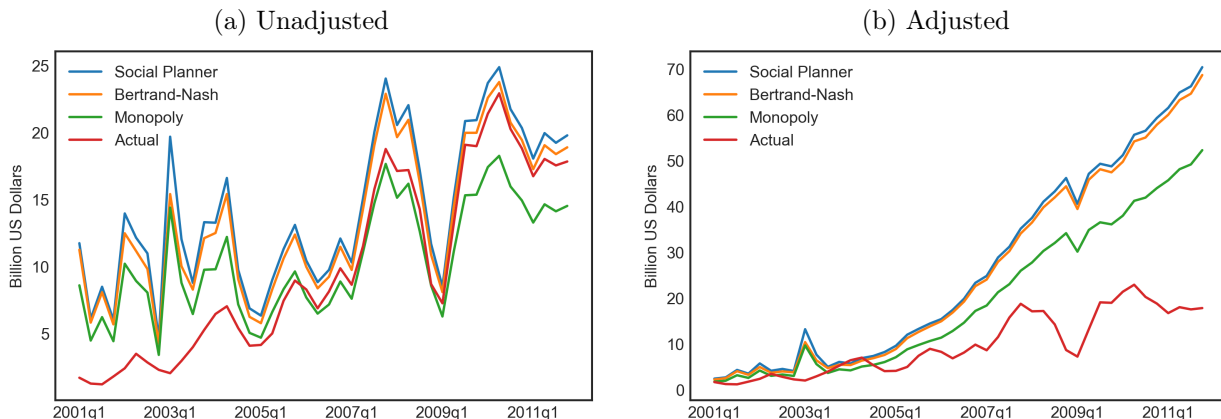 (a) Unadjusted
Billion US Dollars
25
20
15
10
5
Social Planner
Bertrand-Nash
Monopoly
Actual
2001q1 2003q1 2005q1 2007q1 2009q1 2011q1
(b) Adjusted
Billion US Dollars
70
60
50
40
30
20
10
0
Social Planner
Bertrand-Nash
Monopoly
Actual
2001q1 2003q1 2005q1 2007q1 2009q1 2011q1